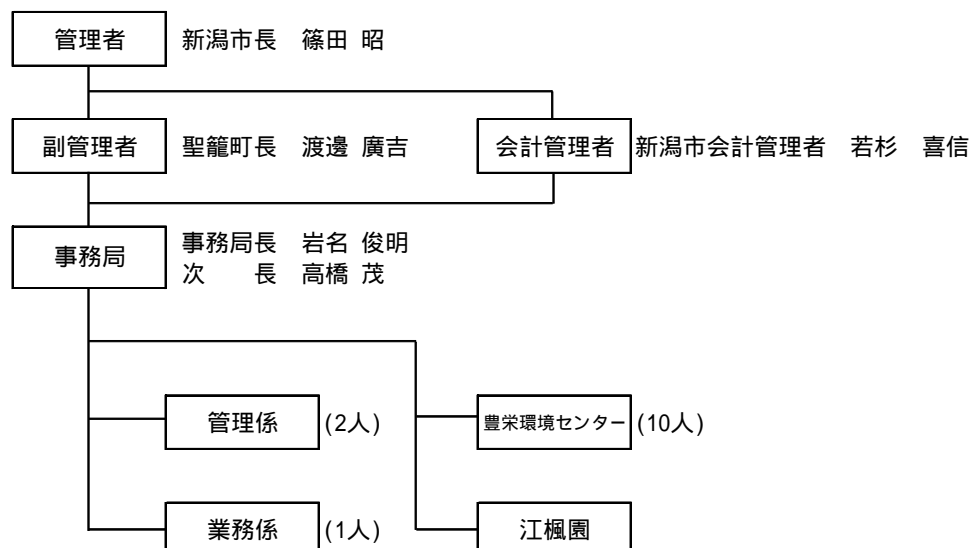 管理者 新潟市長 篠田 昭
副管理者 聖籠町長 渡邊 廣吉 会計管理者 新潟市会計管理者 若杉 喜信
事務局 事務局長 岩名 俊明
次 長 高橋 茂
管理係 (2人) 豊栄環境センター (10人)
業務係 (1人) 江楓園